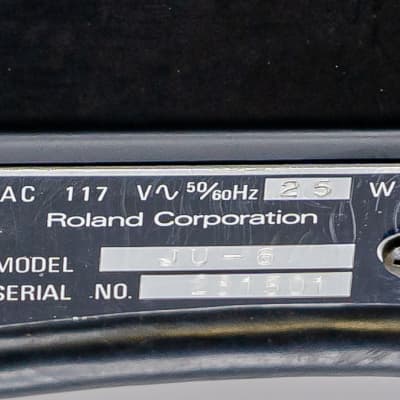 AC 117 V∿ 50/60Hz 25 W
Roland Corporation
MODEL JU-6
SERIAL NO.